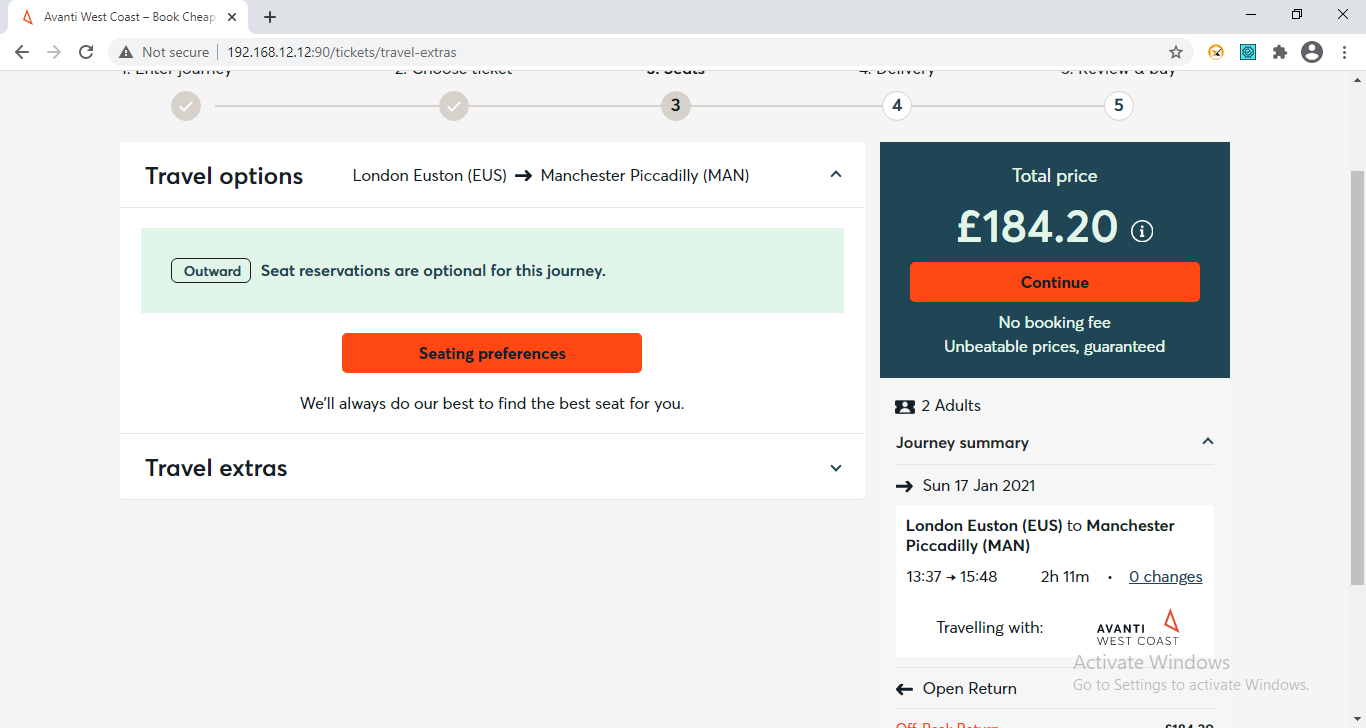 Avanti West Coast – Book Cheap
Not secure
192.168.12.12:90/tickets/travel-extras
1. Enter journey
2. Choose ticket
3. Seats
4. Delivery
5. Review & buy
3
4
5
Travel options
London Euston (EUS) → Manchester Piccadilly (MAN)
Outward Seat reservations are optional for this journey.
Seating preferences
We'll always do our best to find the best seat for you.
Travel extras
Total price
£184.20
Continue
No booking fee
Unbeatable prices, guaranteed
2 Adults
Journey summary
→ Sun 17 Jan 2021
London Euston (EUS) to Manchester
Piccadilly (MAN)
13:37 → 15:48 2h 11m · 0 changes
Travelling with:
AVANTI
WEST COAST
Activate Windows
Go to Settings to activate Windows.
← Open Return
Off-Peak Return £184.20